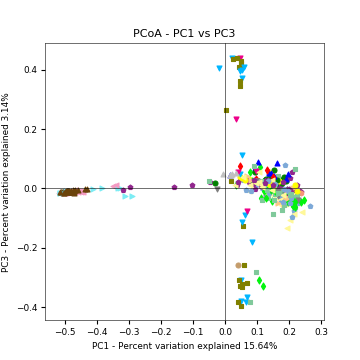 PCoA - PC1 vs PC3
PC3 - Percent variation explained 3.14%
0.4
0.2
0.0
−0.2
−0.4
−0.5 −0.4 −0.3 −0.2 −0.1 0.0 0.1 0.2 0.3
PC1 - Percent variation explained 15.64%